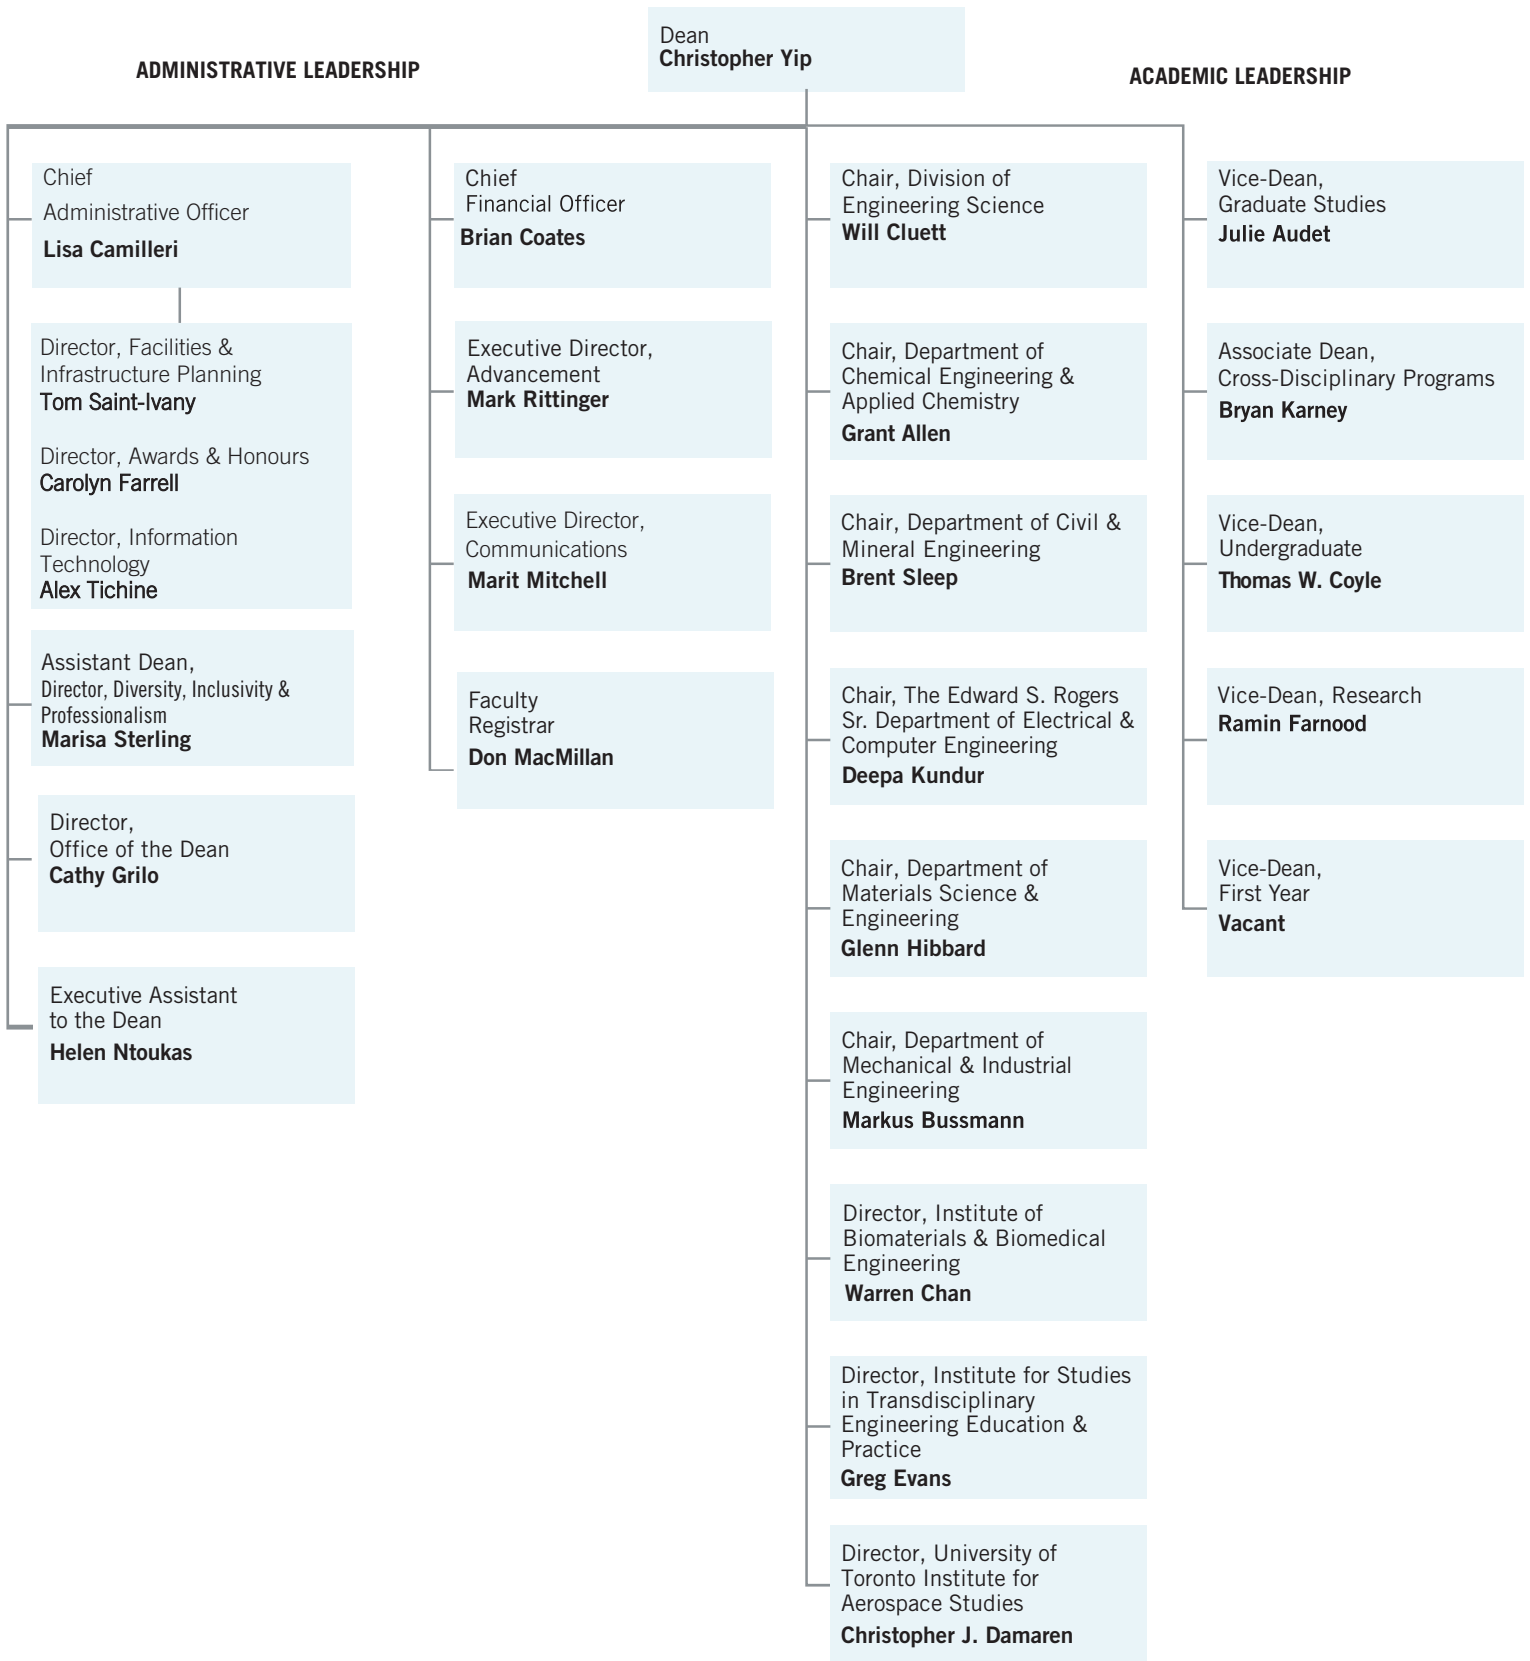 Dean
Christopher Yip
ADMINISTRATIVE LEADERSHIP
ACADEMIC LEADERSHIP
Chief
Administrative Officer
Lisa Camilleri
Director, Facilities &
Infrastructure Planning
Tom Saint-Ivany
Director, Awards & Honours
Carolyn Farrell
Director, Information
Technology
Alex Tichine
Assistant Dean,
Director, Diversity, Inclusivity &
Professionalism
Marisa Sterling
Director,
Office of the Dean
Cathy Grilo
Executive Assistant
to the Dean
Helen Ntoukas
Chief
Financial Officer
Brian Coates
Executive Director,
Advancement
Mark Rittinger
Executive Director,
Communications
Marit Mitchell
Faculty
Registrar
Don MacMillan
Chair, Division of
Engineering Science
Will Cluett
Chair, Department of
Chemical Engineering &
Applied Chemistry
Grant Allen
Chair, Department of Civil &
Mineral Engineering
Brent Sleep
Chair, The Edward S. Rogers
Sr. Department of Electrical &
Computer Engineering
Deepa Kundur
Chair, Department of
Materials Science &
Engineering
Glenn Hibbard
Chair, Department of
Mechanical & Industrial
Engineering
Markus Bussmann
Director, Institute of
Biomaterials & Biomedical
Engineering
Warren Chan
Director, Institute for Studies
in Transdisciplinary
Engineering Education &
Practice
Greg Evans
Director, University of
Toronto Institute for
Aerospace Studies
Christopher J. Damaren
Vice-Dean,
Graduate Studies
Julie Audet
Associate Dean,
Cross-Disciplinary Programs
Bryan Karney
Vice-Dean,
Undergraduate
Thomas W. Coyle
Vice-Dean, Research
Ramin Farnood
Vice-Dean,
First Year
Vacant